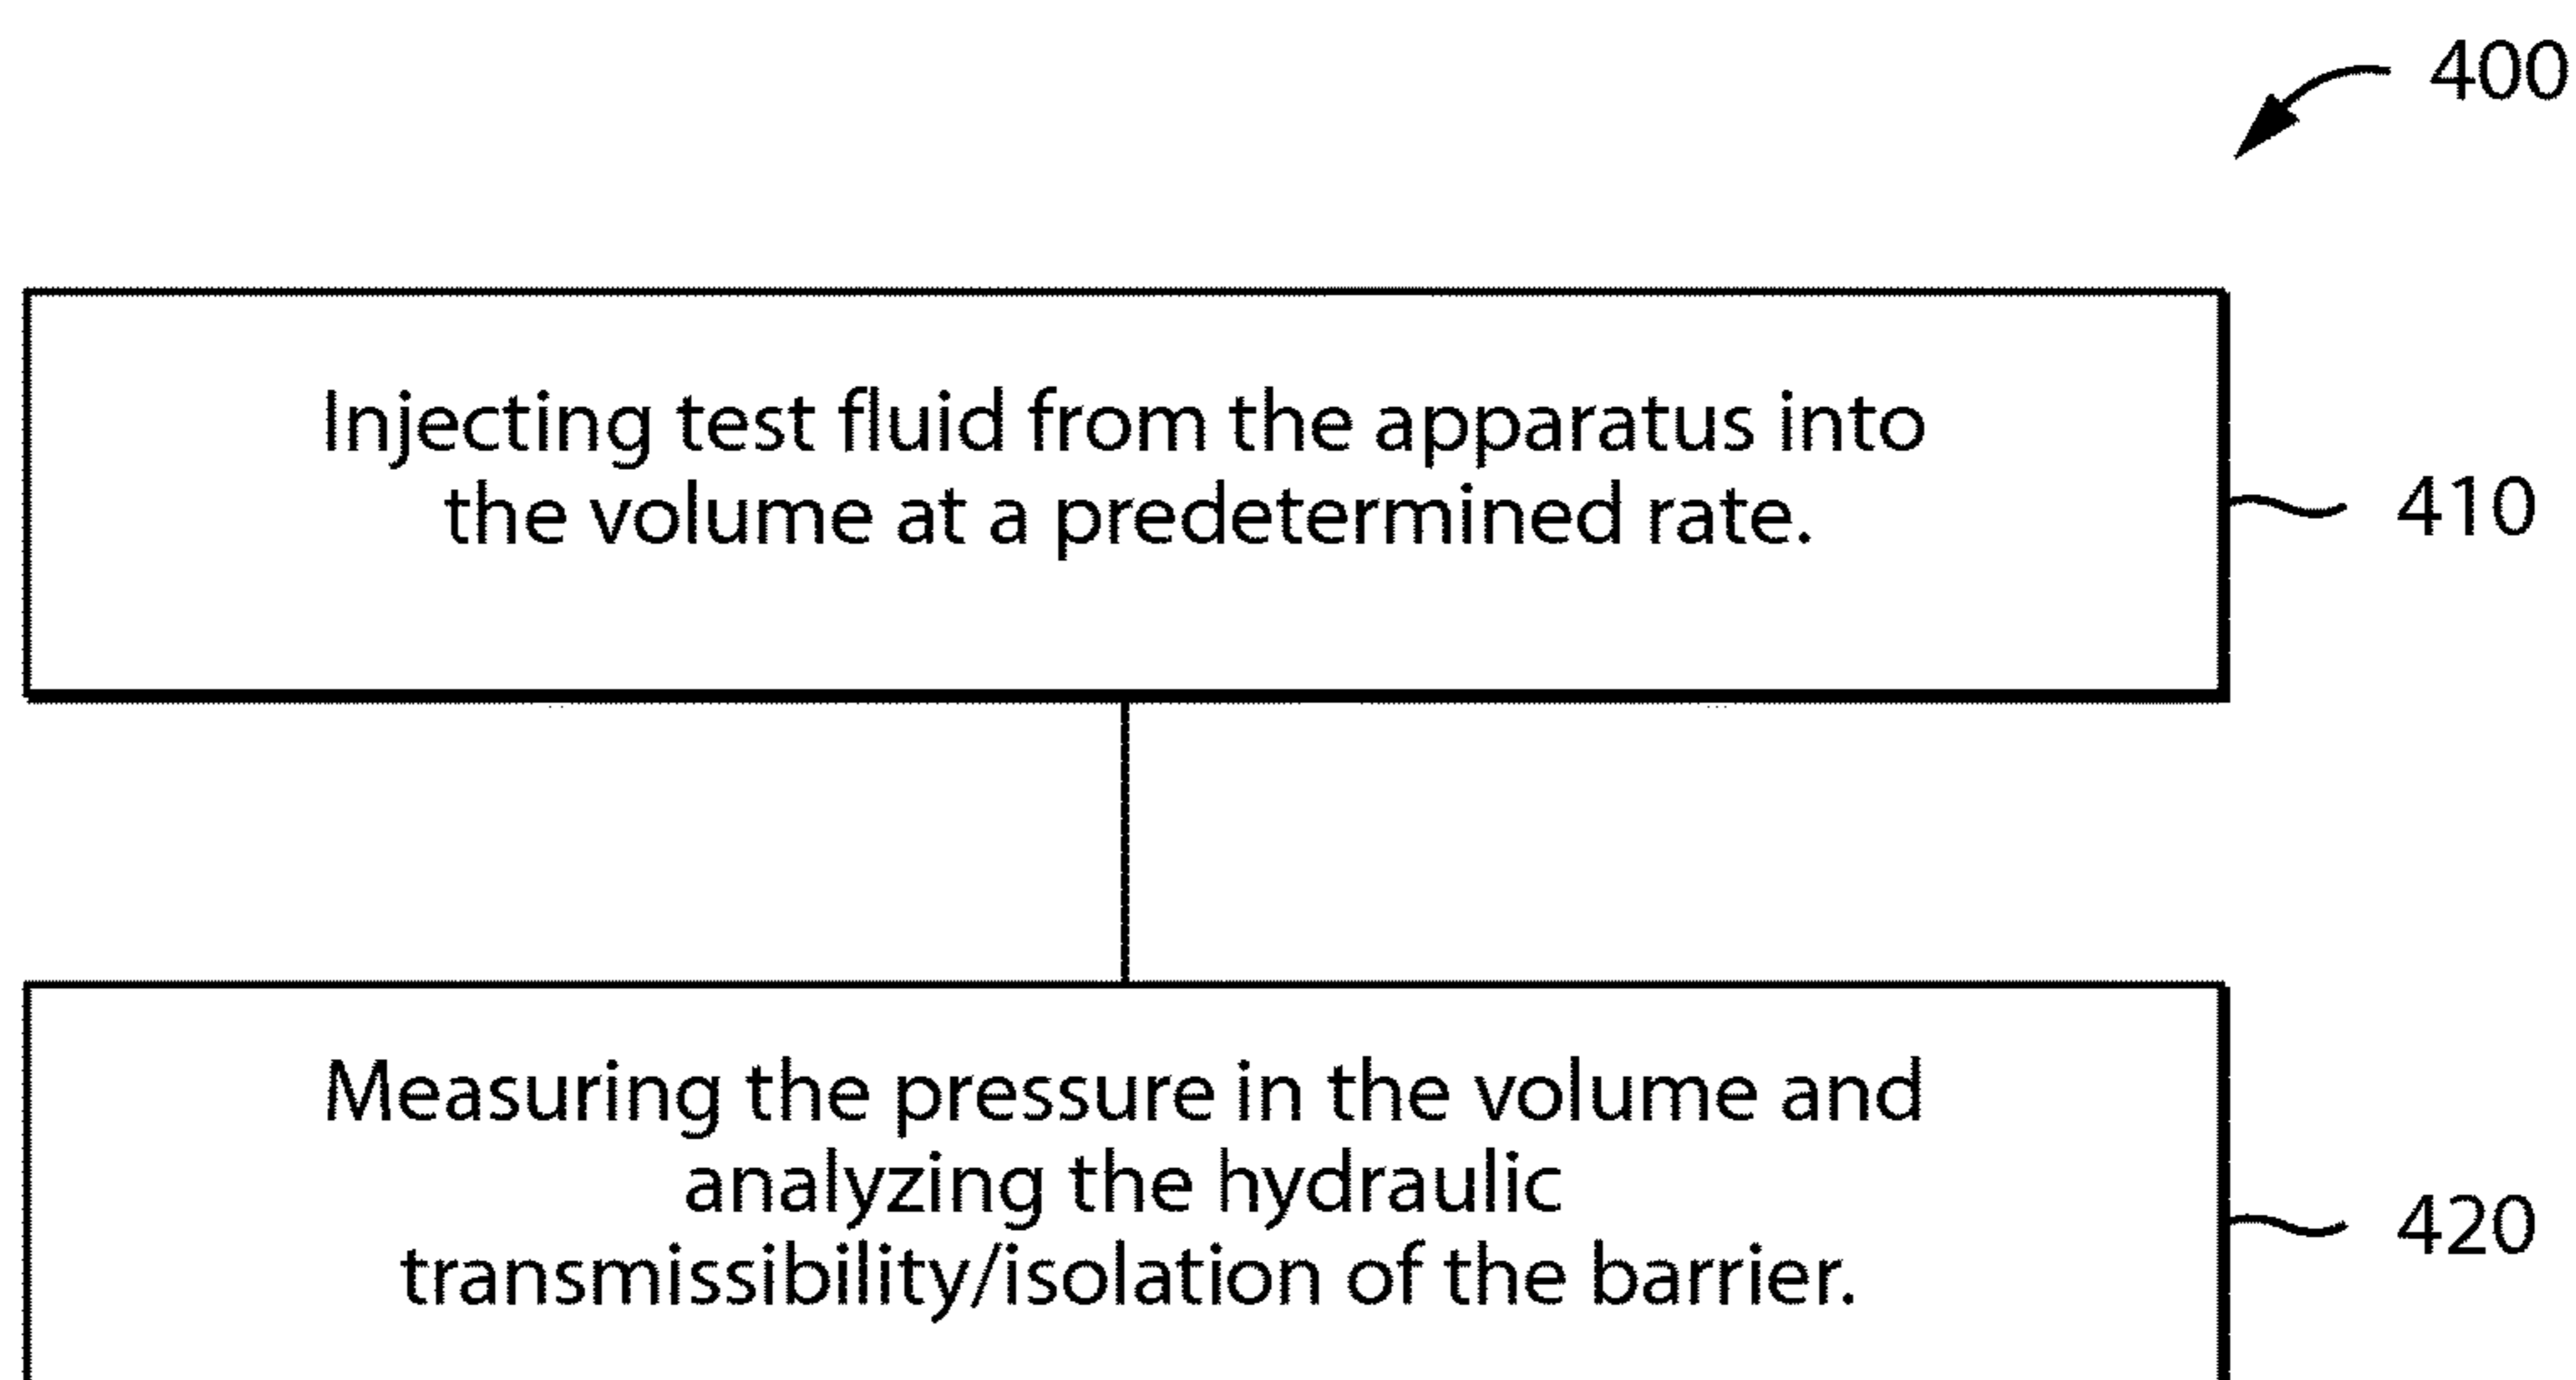 400
Injecting test fluid from the apparatus into
the volume at a predetermined rate.
410
Measuring the pressure in the volume and
analyzing the hydraulic
transmissibility/isolation of the barrier.
420